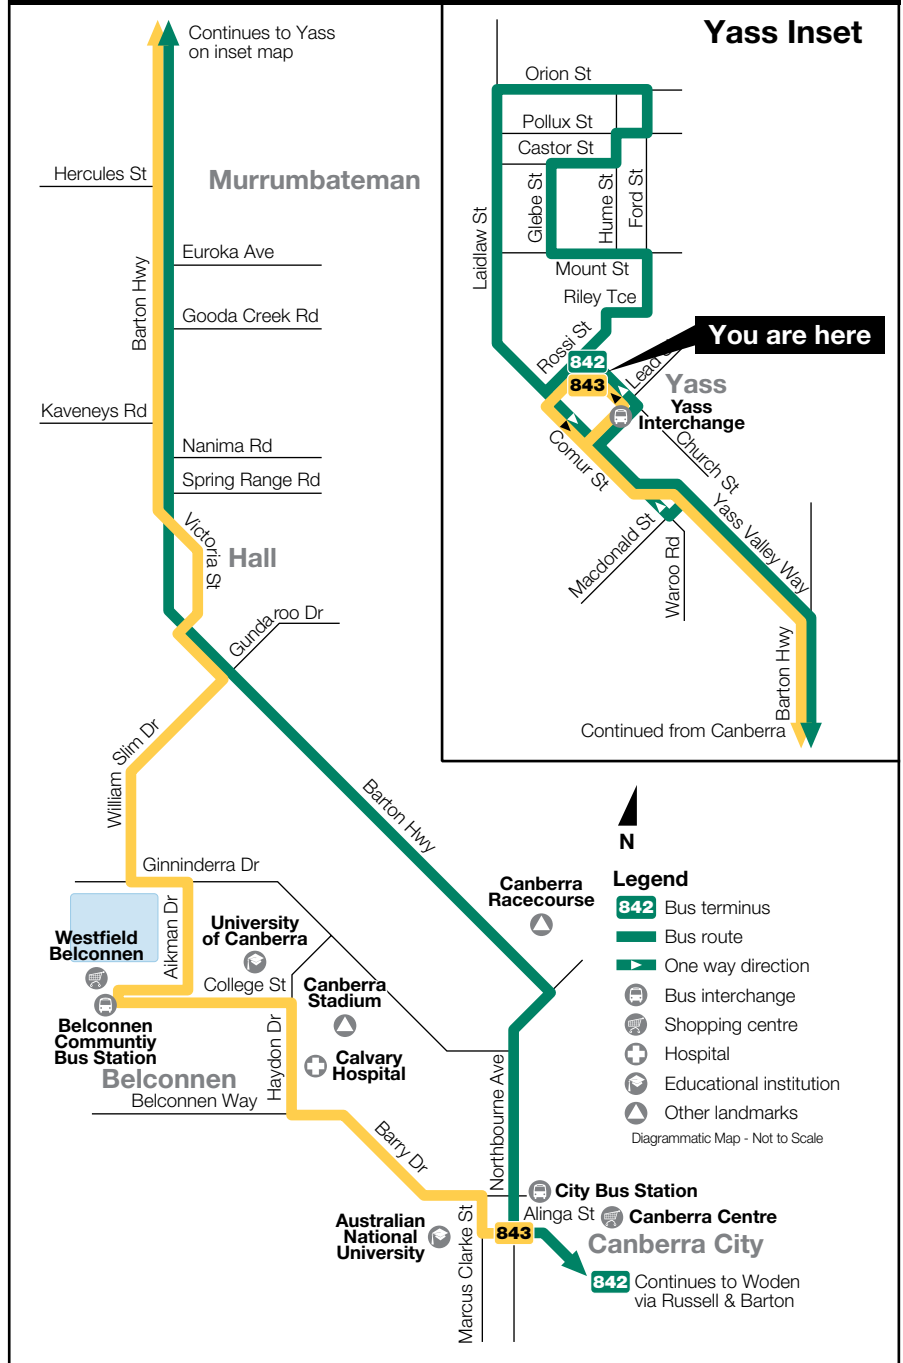 Continues to Yass
on inset map
Hercules St
Murrumbateman
Barton Hwy
Euroka Ave
Gooda Creek Rd
Kaveneys Rd
Nanima Rd
Spring Range Rd
Victoria St
Hall
Gundaroo Dr
William Slim Dr
Barton Hwy
Ginninderra Dr
Aikman Dr
Westfield
Belconnen
University
of Canberra
College St
Canberra
Stadium
Canberra
Racecourse
Belconnen
Communtiy
Bus Station
Belconnen
Haydon Dr
Calvary
Hospital
Belconnen Way
Barry Dr
Northbourne Ave
City Bus Station
Alinga St
Canberra Centre
Australian
National
University
Marcus Clarke St
843
Canberra City
842
Continues to Woden
via Russell & Barton
Yass Inset
Orion St
Pollux St
Castor St
Laidlaw St
Glebe St
Hume St
Ford St
Mount St
Riley Tce
Rossi St
You are here
842
843
Lead St
Yass
Yass
Interchange
Church St
Comur St
Yass Valley Way
Macdonald St
Waroo Rd
Barton Hwy
Continued from Canberra
N
Legend
842 Bus terminus
Bus route
One way direction
Bus interchange
Shopping centre
Hospital
Educational institution
Other landmarks
Diagrammatic Map - Not to Scale